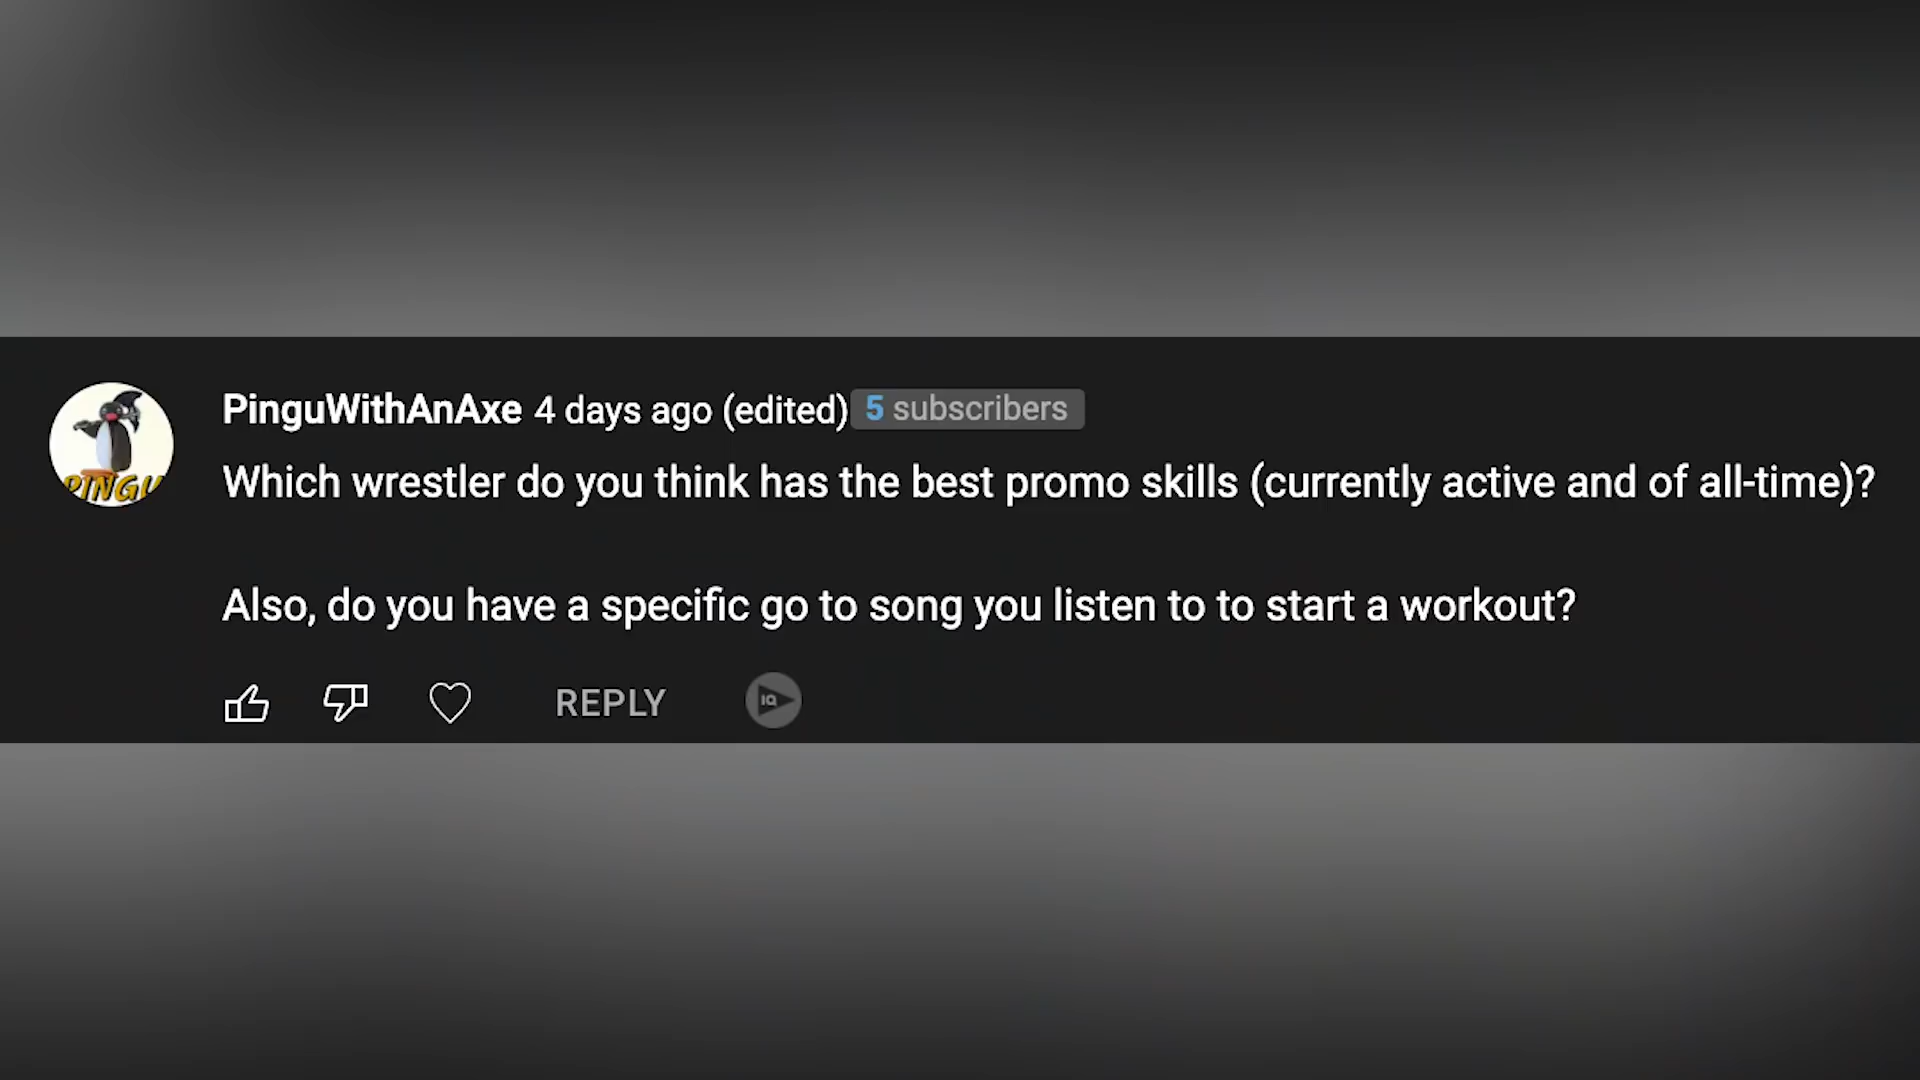 PinguWithAnAxe 4 days ago (edited) 5 subscribers
Which wrestler do you think has the best promo skills (currently active and of all-time)?
Also, do you have a specific go to song you listen to to start a workout?
REPLY IQ
PINGU